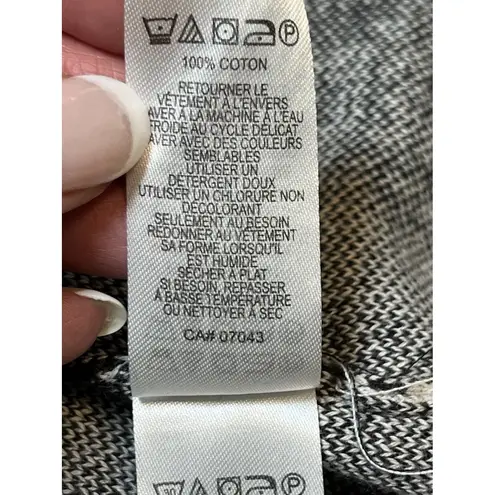 P
100% COTON
RETOURNER LE
VÊTEMENT À L'ENVERS
AVER À LA MACHINE À L'EAU
FROIDE AU CYCLE DÉLICAT
AVER AVEC DES COULEURS
SEMBLABLES
UTILISER UN
DÉTERGENT DOUX
UTILISER UN CHLORURE NON
DÉCOLORANT
SEULEMENT AU BESOIN
REDONNER AU VÊTEMENT
SA FORME LORSQU'IL
EST HUMIDE
SÉCHER À PLAT
SI BESOIN, REPASSER
À BASSE TEMPÉRATURE
OU NETTOYER À SEC
CA# 07043
P